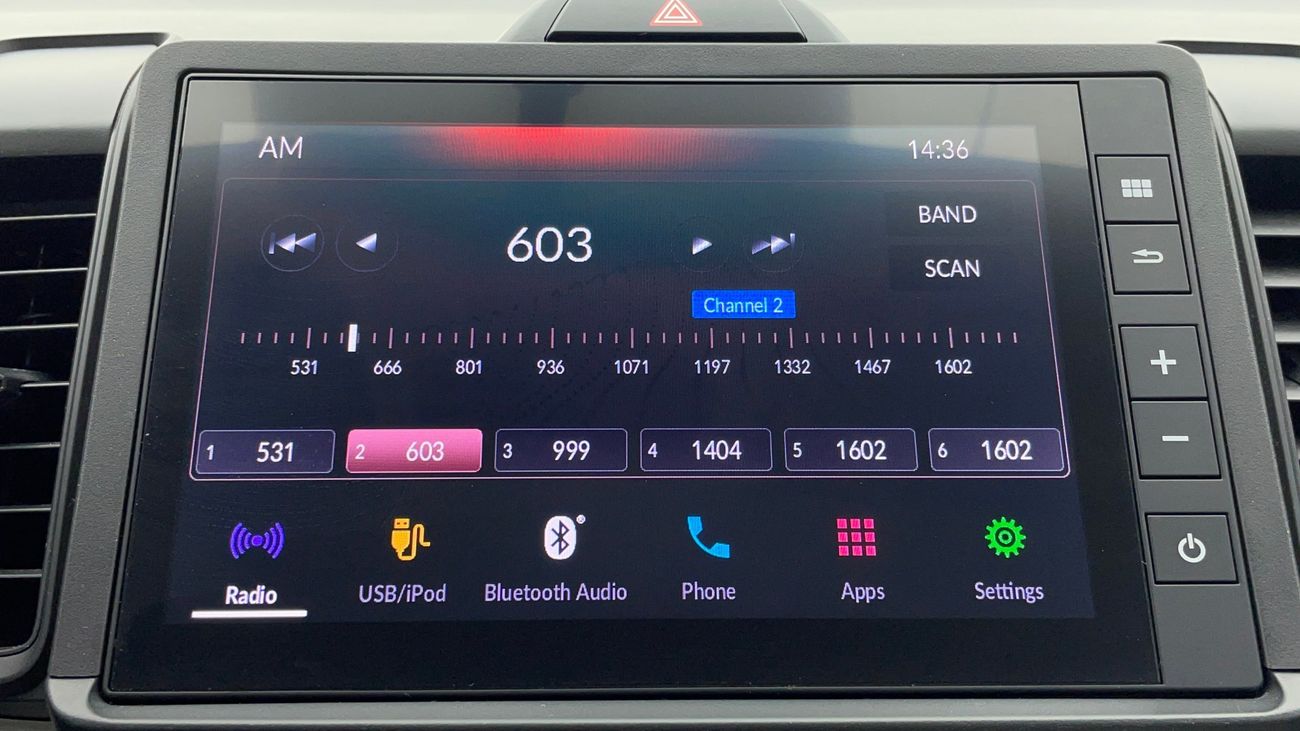 AM 14:36
603 BAND
SCAN
Channel 2
531 666 801 936 1071 1197 1332 1467 1602
1 531 2 603 3 999 4 1404 5 1602 6 1602
Radio USB/iPod Bluetooth Audio Phone Apps Settings